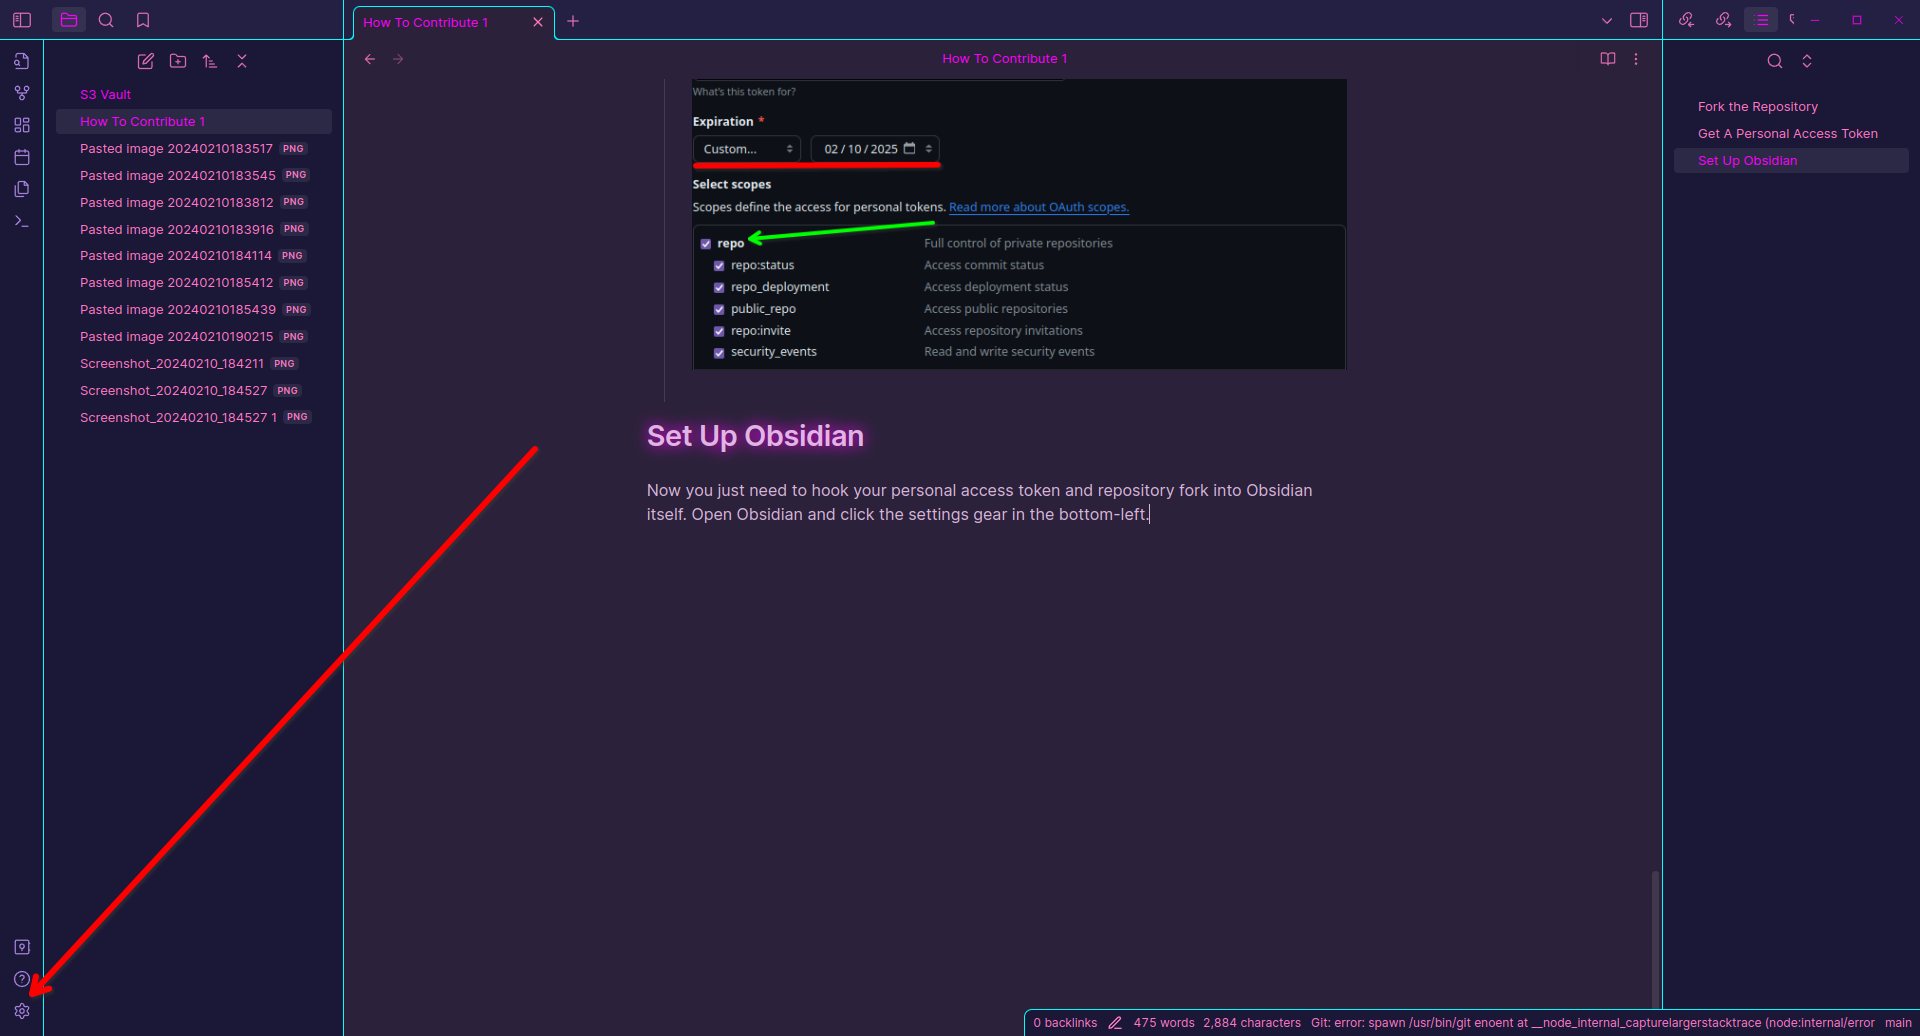 How To Contribute 1
S3 Vault
How To Contribute 1
Pasted image 20240210183517 PNG
Pasted image 20240210183545 PNG
Pasted image 20240210183812 PNG
Pasted image 20240210183916 PNG
Pasted image 20240210184114 PNG
Pasted image 20240210185412 PNG
Pasted image 20240210185439 PNG
Pasted image 20240210190215 PNG
Screenshot_20240210_184211 PNG
Screenshot_20240210_184527 PNG
Screenshot_20240210_184527 1 PNG
How To Contribute 1
What's this token for?
Expiration *
Custom... 02 / 10 / 2025
Select scopes
Scopes define the access for personal tokens. Read more about OAuth scopes.
repo Full control of private repositories
repo:status Access commit status
repo_deployment Access deployment status
public_repo Access public repositories
repo:invite Access repository invitations
security_events Read and write security events
Set Up Obsidian
Now you just need to hook your personal access token and repository fork into Obsidian
itself. Open Obsidian and click the settings gear in the bottom-left.
Fork the Repository
Get A Personal Access Token
Set Up Obsidian
0 backlinks 475 words 2,884 characters Git: error: spawn /usr/bin/git enoent at __node_internal_capturelargerstacktrace (node:internal/error main